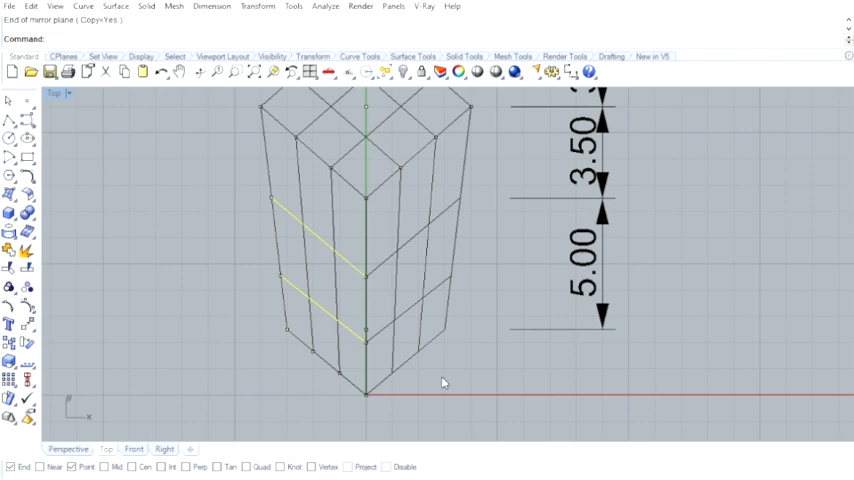 File Edit View Curve Surface Solid Mesh Dimension Transform Tools Analyze Render Panels V-Ray Help
End of mirror plane ( Copy=Yes )
Command:
Standard CPlanes Set View Display Select Viewport Layout Visibility Transform Curve Tools Surface Tools Solid Tools Mesh Tools Render Tools Drafting New in V5
Top
3.50
5.00
y
x
Perspective Top Front Right
End Near Point Mid Cen Int Perp Tan Quad Knot Vertex Project Disable